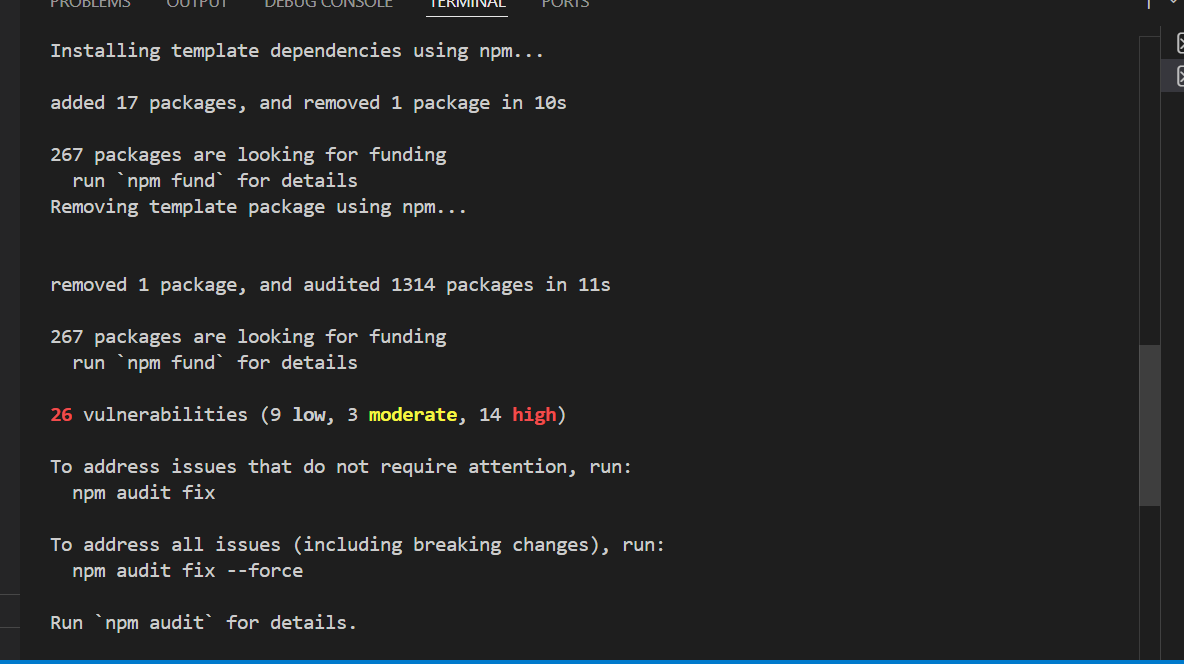 PROBLEMS OUTPUT DEBUG CONSOLE TERMINAL PORTS
Installing template dependencies using npm...
added 17 packages, and removed 1 package in 10s
267 packages are looking for funding
run `npm fund` for details
Removing template package using npm...
removed 1 package, and audited 1314 packages in 11s
267 packages are looking for funding
run `npm fund` for details
26 vulnerabilities (9 low, 3 moderate, 14 high)
To address issues that do not require attention, run:
npm audit fix
To address all issues (including breaking changes), run:
npm audit fix --force
Run `npm audit` for details.